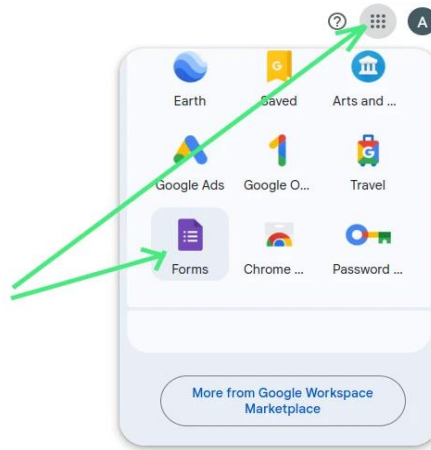 A
Earth
Saved
Arts and ...
Google Ads
Google O...
Travel
Forms
Chrome ...
Password ...
More from Google Workspace
Marketplace